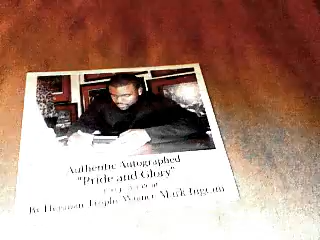 Authentic Autographed
"Pride and Glory"
By Heisman Trophy Winner Mark Ingram